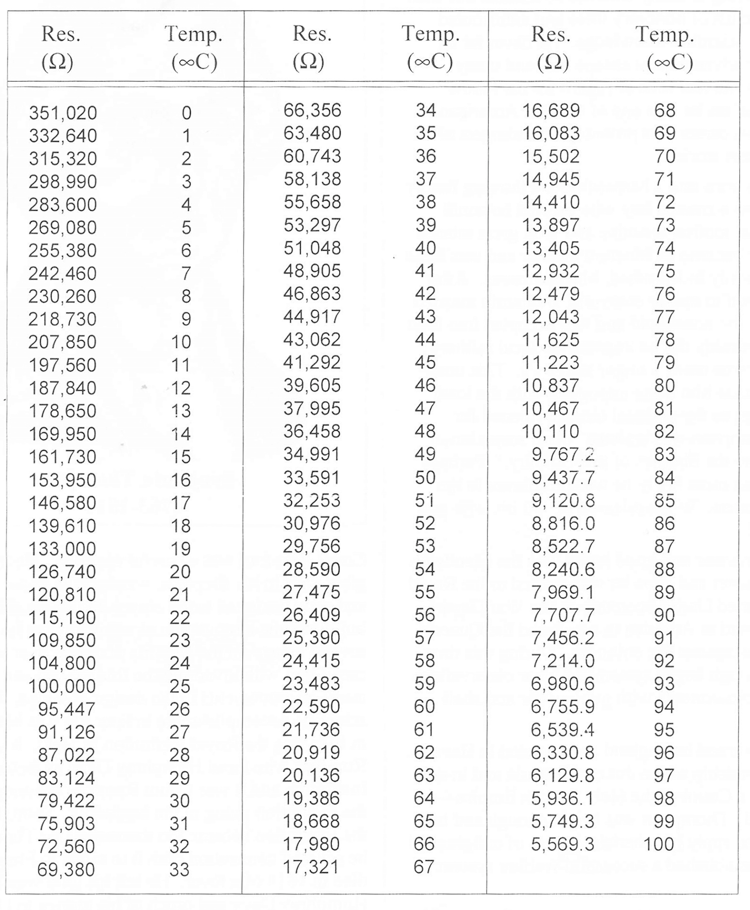 Res. Temp. Res. Temp. Res. Temp.
(Ω) (∞C) (Ω) (∞C) (Ω) (∞C)
351,020 0 66,356 34 16,689 68
332,640 1 63,480 35 16,083 69
315,320 2 60,743 36 15,502 70
298,990 3 58,138 37 14,945 71
283,600 4 55,658 38 14,410 72
269,080 5 53,297 39 13,897 73
255,380 6 51,048 40 13,405 74
242,460 7 48,905 41 12,932 75
230,260 8 46,863 42 12,479 76
218,730 9 44,917 43 12,043 77
207,850 10 43,062 44 11,625 78
197,560 11 41,292 45 11,223 79
187,840 12 39,605 46 10,837 80
178,650 13 37,995 47 10,467 81
169,950 14 36,458 48 10,110 82
161,730 15 34,991 49 9,767.2 83
153,950 16 33,591 50 9,437.7 84
146,580 17 32,253 51 9,120.8 85
139,610 18 30,976 52 8,816.0 86
133,000 19 29,756 53 8,522.7 87
126,740 20 28,590 54 8,240.6 88
120,810 21 27,475 55 7,969.1 89
115,190 22 26,409 56 7,707.7 90
109,850 23 25,390 57 7,456.2 91
104,800 24 24,415 58 7,214.0 92
100,000 25 23,483 59 6,980.6 93
95,447 26 22,590 60 6,755.9 94
91,126 27 21,736 61 6,539.4 95
87,022 28 20,919 62 6,330.8 96
83,124 29 20,136 63 6,129.8 97
79,422 30 19,386 64 5,936.1 98
75,903 31 18,668 65 5,749.3 99
72,560 32 17,980 66 5,569.3 100
69,380 33 17,321 67